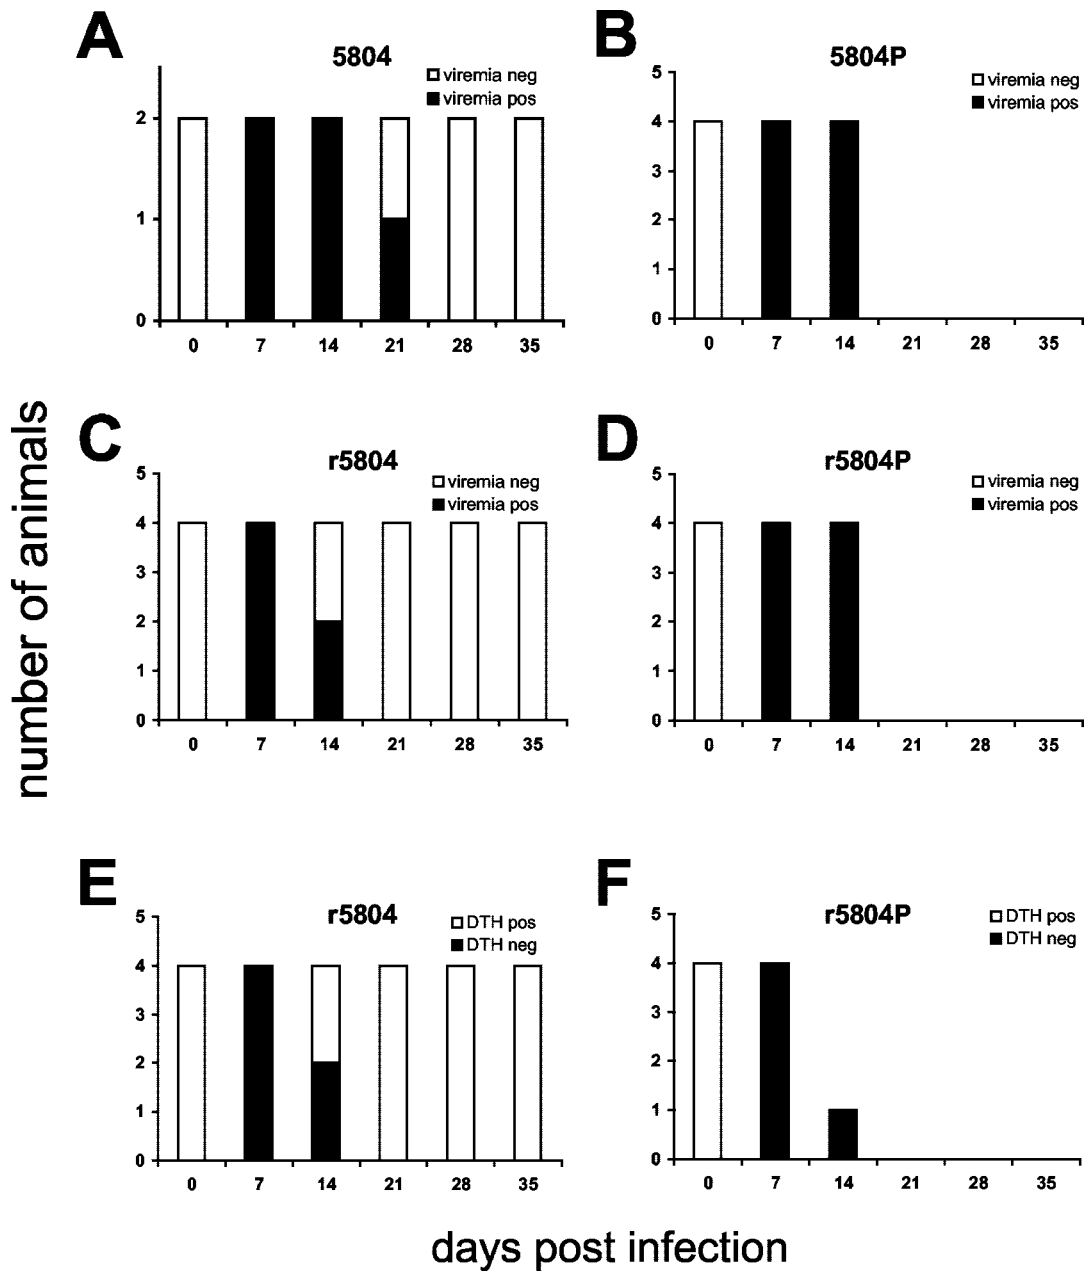 A
5804
viremia neg
viremia pos
2
1
0
0 7 14 21 28 35
B
5804P
viremia neg
viremia pos
5
4
3
2
1
0
0 7 14 21 28 35
number of animals
C
r5804
viremia neg
viremia pos
5
4
3
2
1
0
0 7 14 21 28 35
D
r5804P
viremia neg
viremia pos
5
4
3
2
1
0
0 7 14 21 28 35
E
r5804
DTH pos
DTH neg
5
4
3
2
1
0
0 7 14 21 28 35
F
r5804P
DTH pos
DTH neg
5
4
3
2
1
0
0 7 14 21 28 35
days post infection